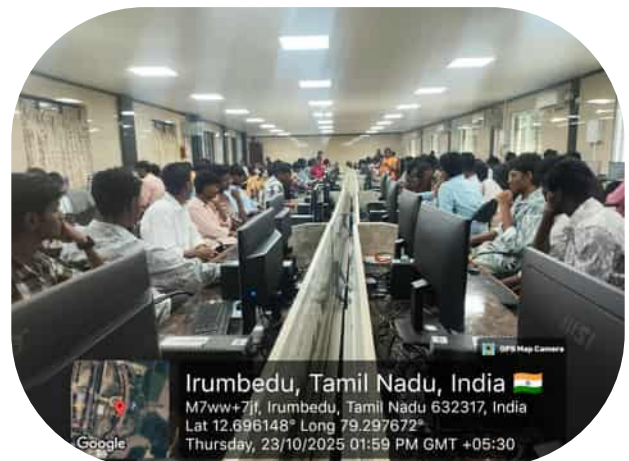 msi
GPS Map Camera
Irumbedu, Tamil Nadu, India 🇮🇳
M7ww+7jf, Irumbedu, Tamil Nadu 632317, India
Lat 12.696148° Long 79.297672°
Thursday, 23/10/2025 01:59 PM GMT +05:30
Google